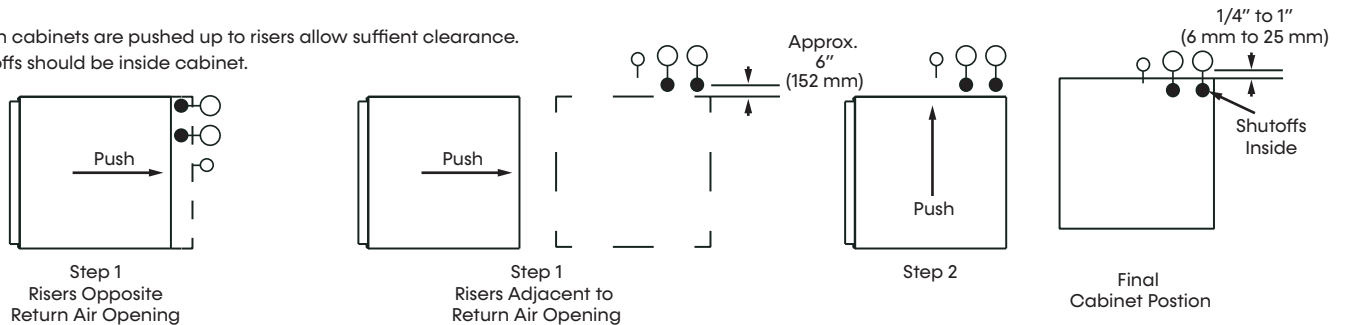 cabinets are pushed up to risers allow suffient clearance.
should be inside cabinet.
Push
Step 1
Risers Opposite
Return Air Opening
Push
Step 1
Risers Adjacent to
Return Air Opening
Approx.
6”
(152 mm)
Push
Step 2
1/4” to 1”
(6 mm to 25 mm)
Shutoffs
Inside
Final
Cabinet Postion